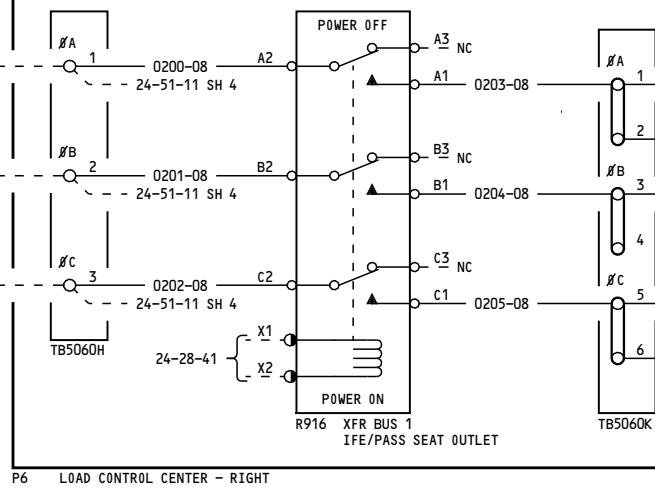 POWER OFF
ØA
1 0200-08 A2
24-51-11 SH 4
A3 NC
A1 0203-08
ØA
1
2
ØB
2 0201-08 B2
24-51-11 SH 4
B3 NC
B1 0204-08
ØB
3
4
ØC
3 0202-08 C2
24-51-11 SH 4
C3 NC
C1 0205-08
ØC
5
6
TB5060H
24-28-41
X1
X2
POWER ON
R916 XFR BUS 1
IFE/PASS SEAT OUTLET
TB5060K
P6 LOAD CONTROL CENTER – RIGHT